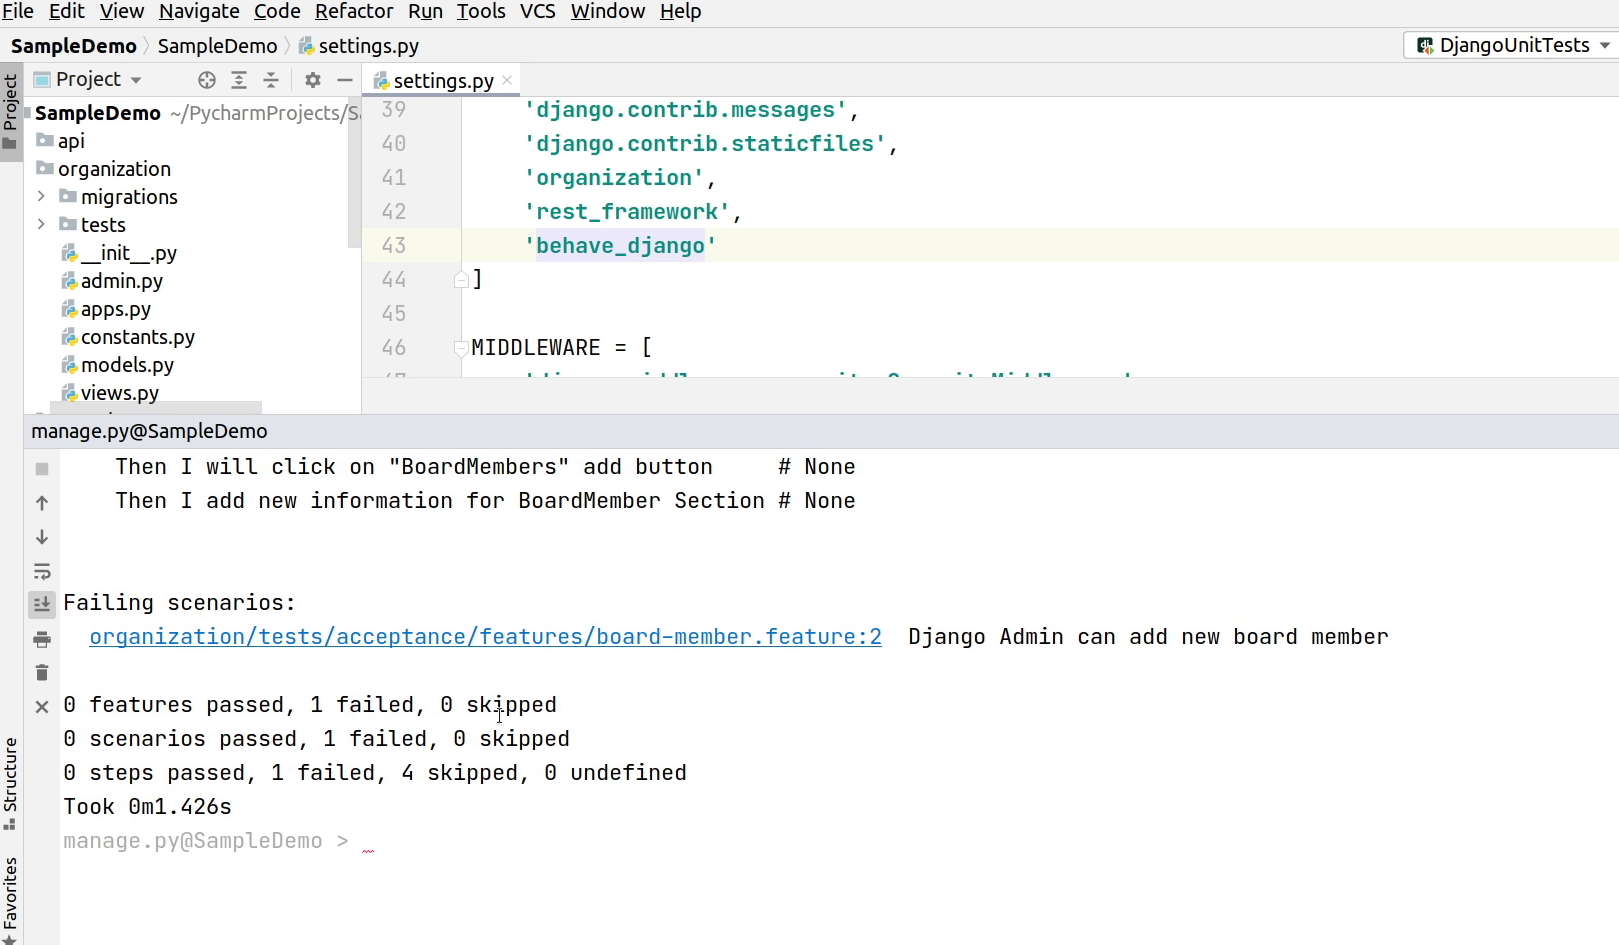 File Edit View Navigate Code Refactor Run Tools VCS Window Help
SampleDemo SampleDemo settings.py DjangoUnitTests
Project
Project
settings.py
SampleDemo ~/PycharmProjects/S
api
organization
migrations
tests
__init__.py
admin.py
apps.py
constants.py
models.py
views.py
39 'django.contrib.messages',
40 'django.contrib.staticfiles',
41 'organization',
42 'rest_framework',
43 'behave_django'
44 ]
45
46 MIDDLEWARE = [
manage.py@SampleDemo
Then I will click on "BoardMembers" add button # None
Then I add new information for BoardMember Section # None
Failing scenarios:
organization/tests/acceptance/features/board-member.feature:2 Django Admin can add new board member
0 features passed, 1 failed, 0 skipped
0 scenarios passed, 1 failed, 0 skipped
0 steps passed, 1 failed, 4 skipped, 0 undefined
Took 0m1.426s
manage.py@SampleDemo >
Structure
Favorites